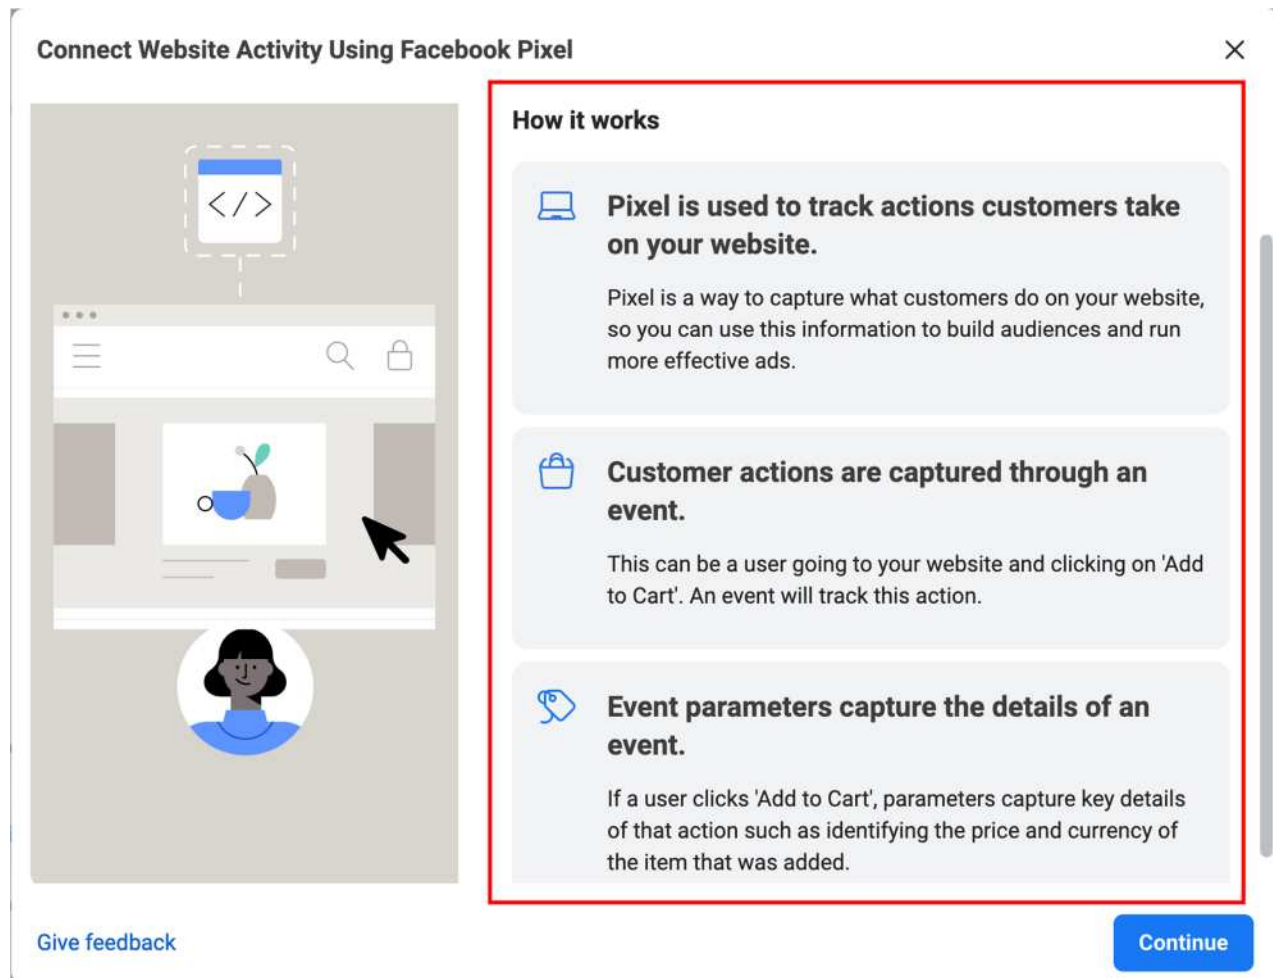 Connect Website Activity Using Facebook Pixel
</>
How it works
Pixel is used to track actions customers take
on your website.
Pixel is a way to capture what customers do on your website,
so you can use this information to build audiences and run
more effective ads.
Customer actions are captured through an
event.
This can be a user going to your website and clicking on 'Add
to Cart'. An event will track this action.
Event parameters capture the details of an
event.
If a user clicks 'Add to Cart', parameters capture key details
of that action such as identifying the price and currency of
the item that was added.
Give feedback
Continue